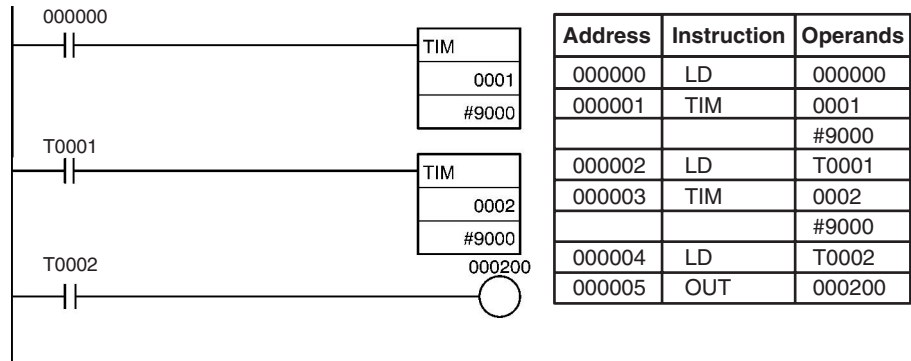 000000
TIM
0001
#9000
T0001
TIM
0002
#9000
T0002
000200
Address Instruction Operands
000000 LD 000000
000001 TIM 0001
#9000
000002 LD T0001
000003 TIM 0002
#9000
000004 LD T0002
000005 OUT 000200